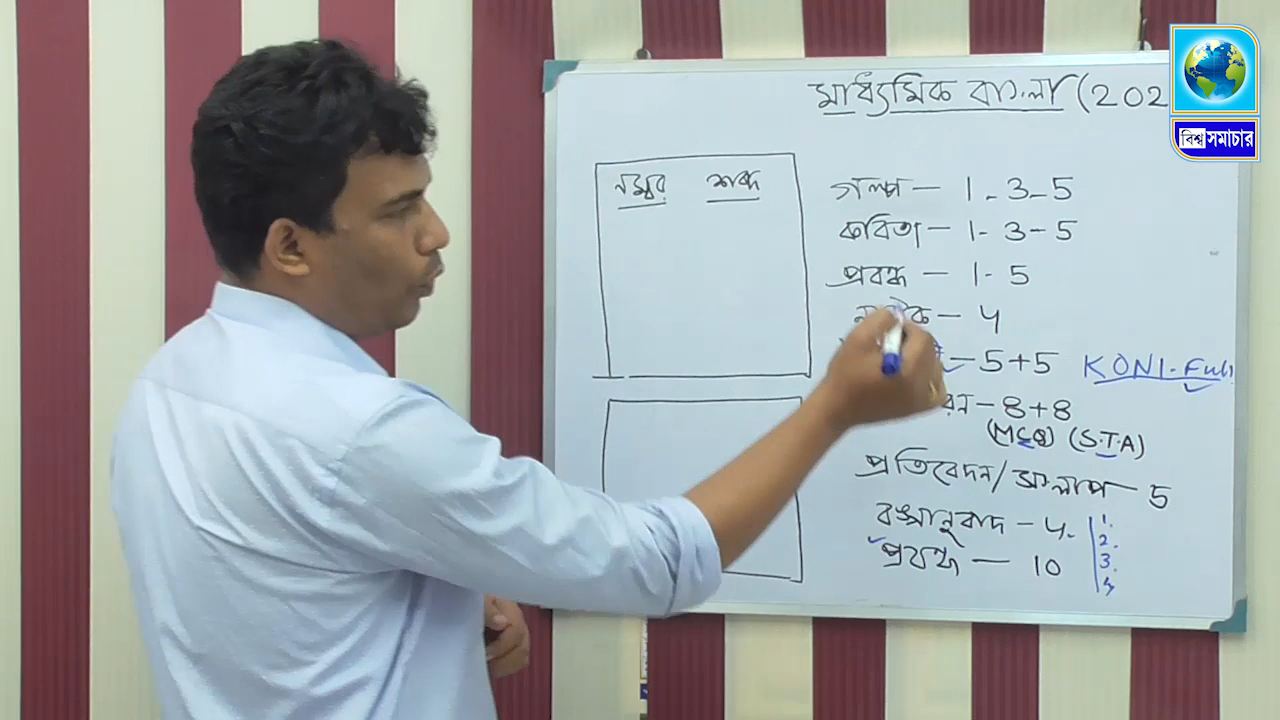 মাধ্যমিক বাংলা (202
বিশ্ব সমাচার
নম্বর শব্দ
গল্প — 1 - 3 - 5
কবিতা — 1 - 3 - 5
প্রবন্ধ — 1 - 5
— 4
— 5+5 KONI - Full
— 8+8
(MCQ) (S.T.A)
প্রতিবেদন/সংলাপ — 5
বঙ্গানুবাদ — 4.
প্রবন্ধ — 10
1.
2.
3.
4